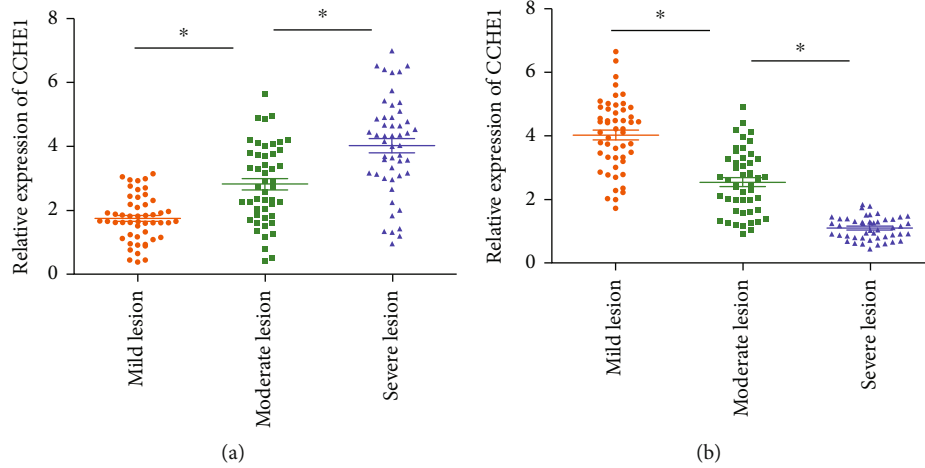 Relative expression of CCHE1
8
6
4
2
0
*
*
Mild lesion
Moderate lesion
Severe lesion
(a)
Relative expression of CCHE1
8
6
4
2
0
*
*
Mild lesion
Moderate lesion
Severe lesion
(b)